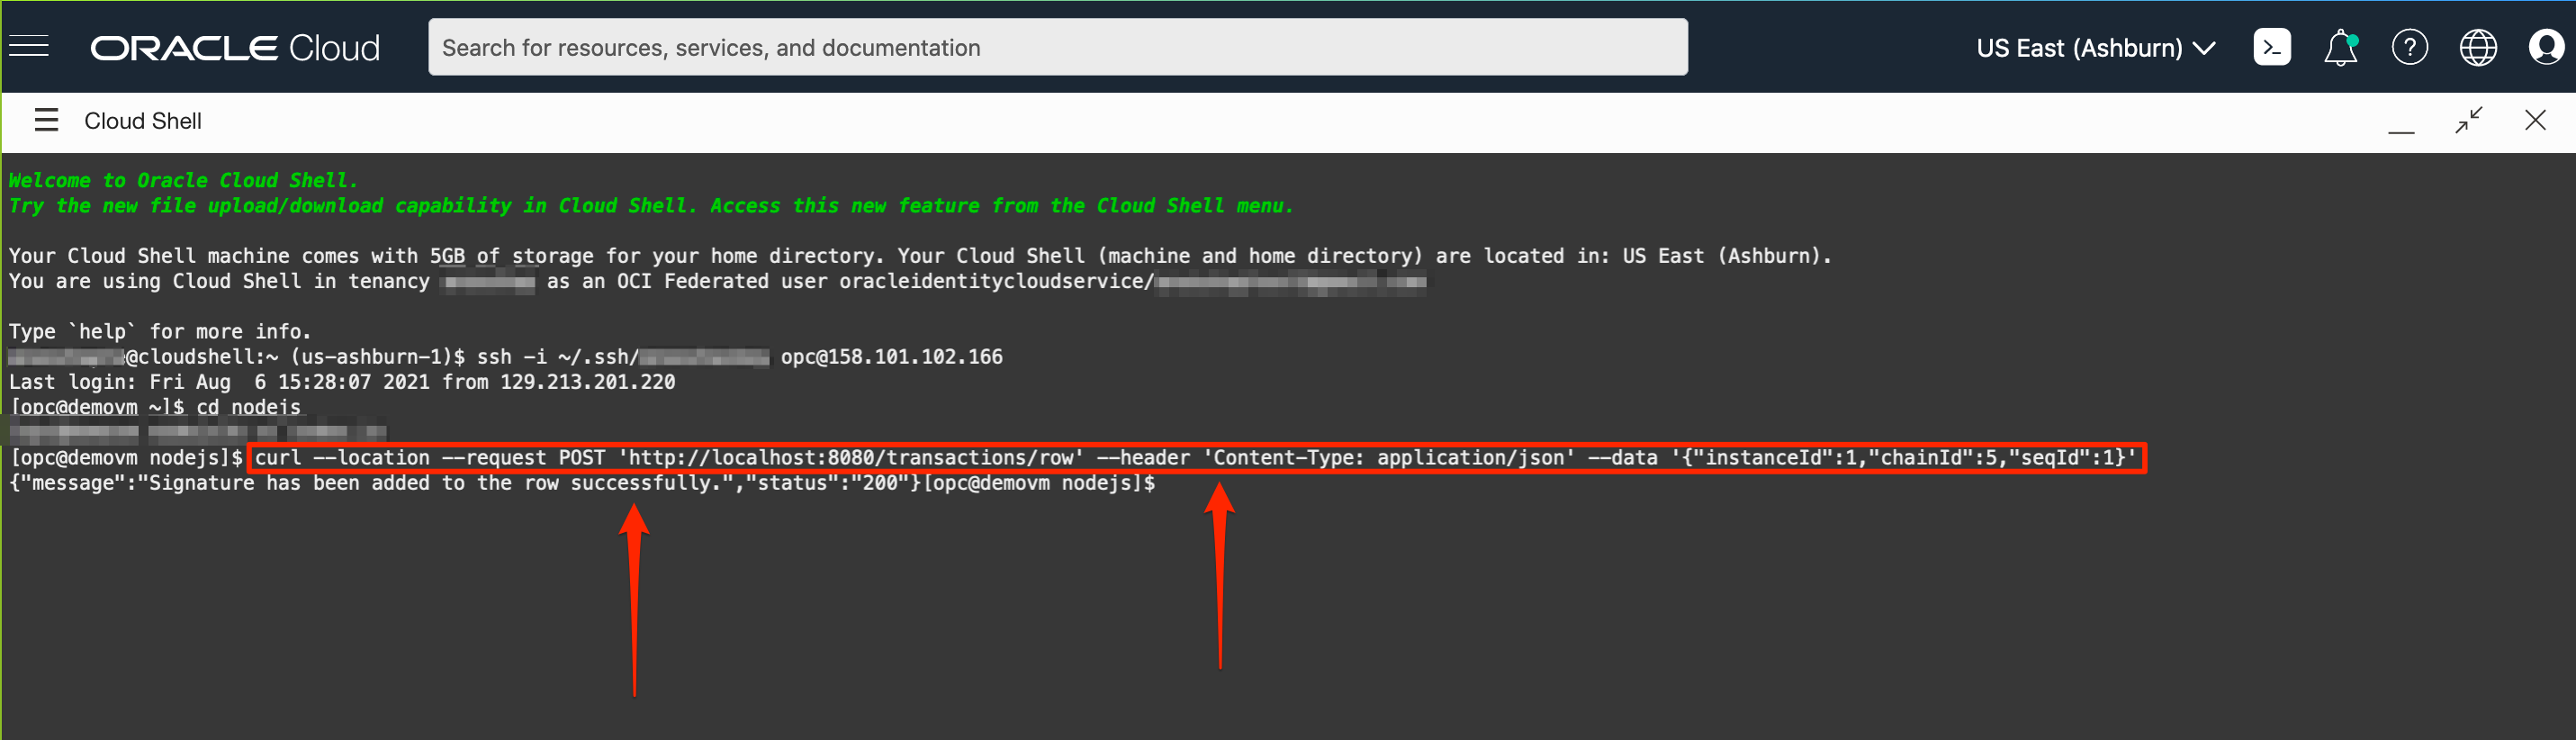 ORACLE Cloud
Search for resources, services, and documentation
US East (Ashburn)
Cloud Shell
Welcome to Oracle Cloud Shell.
Try the new file upload/download capability in Cloud Shell. Access this new feature from the Cloud Shell menu.
Your Cloud Shell machine comes with 5GB of storage for your home directory. Your Cloud Shell (machine and home directory) are located in: US East (Ashburn).
You are using Cloud Shell in tenancy as an OCI Federated user oracleidentitycloudservice/
Type `help` for more info.
@cloudshell:~ (us-ashburn-1)$ ssh -i ~/.ssh/ opc@158.101.102.166
Last login: Fri Aug  6 15:28:07 2021 from 129.213.201.220
[opc@demovm ~]$ cd nodejs
[opc@demovm nodejs]$ curl --location --request POST 'http://localhost:8080/transactions/row' --header 'Content-Type: application/json' --data '{"instanceId":1,"chainId":5,"seqId":1}'
{"message":"Signature has been added to the row successfully.","status":"200"}[opc@demovm nodejs]$